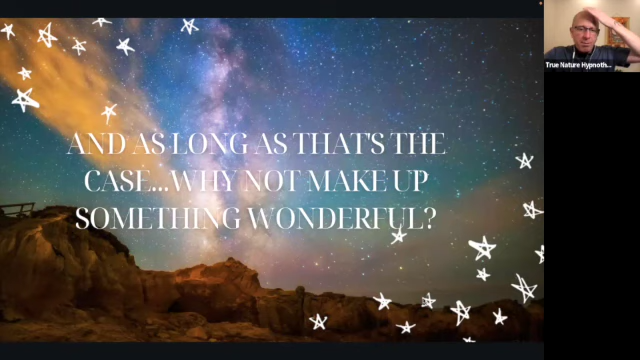 AND AS LONG AS THAT'S THE
CASE...WHY NOT MAKE UP
SOMETHING WONDERFUL?
True Nature Hypnoth...